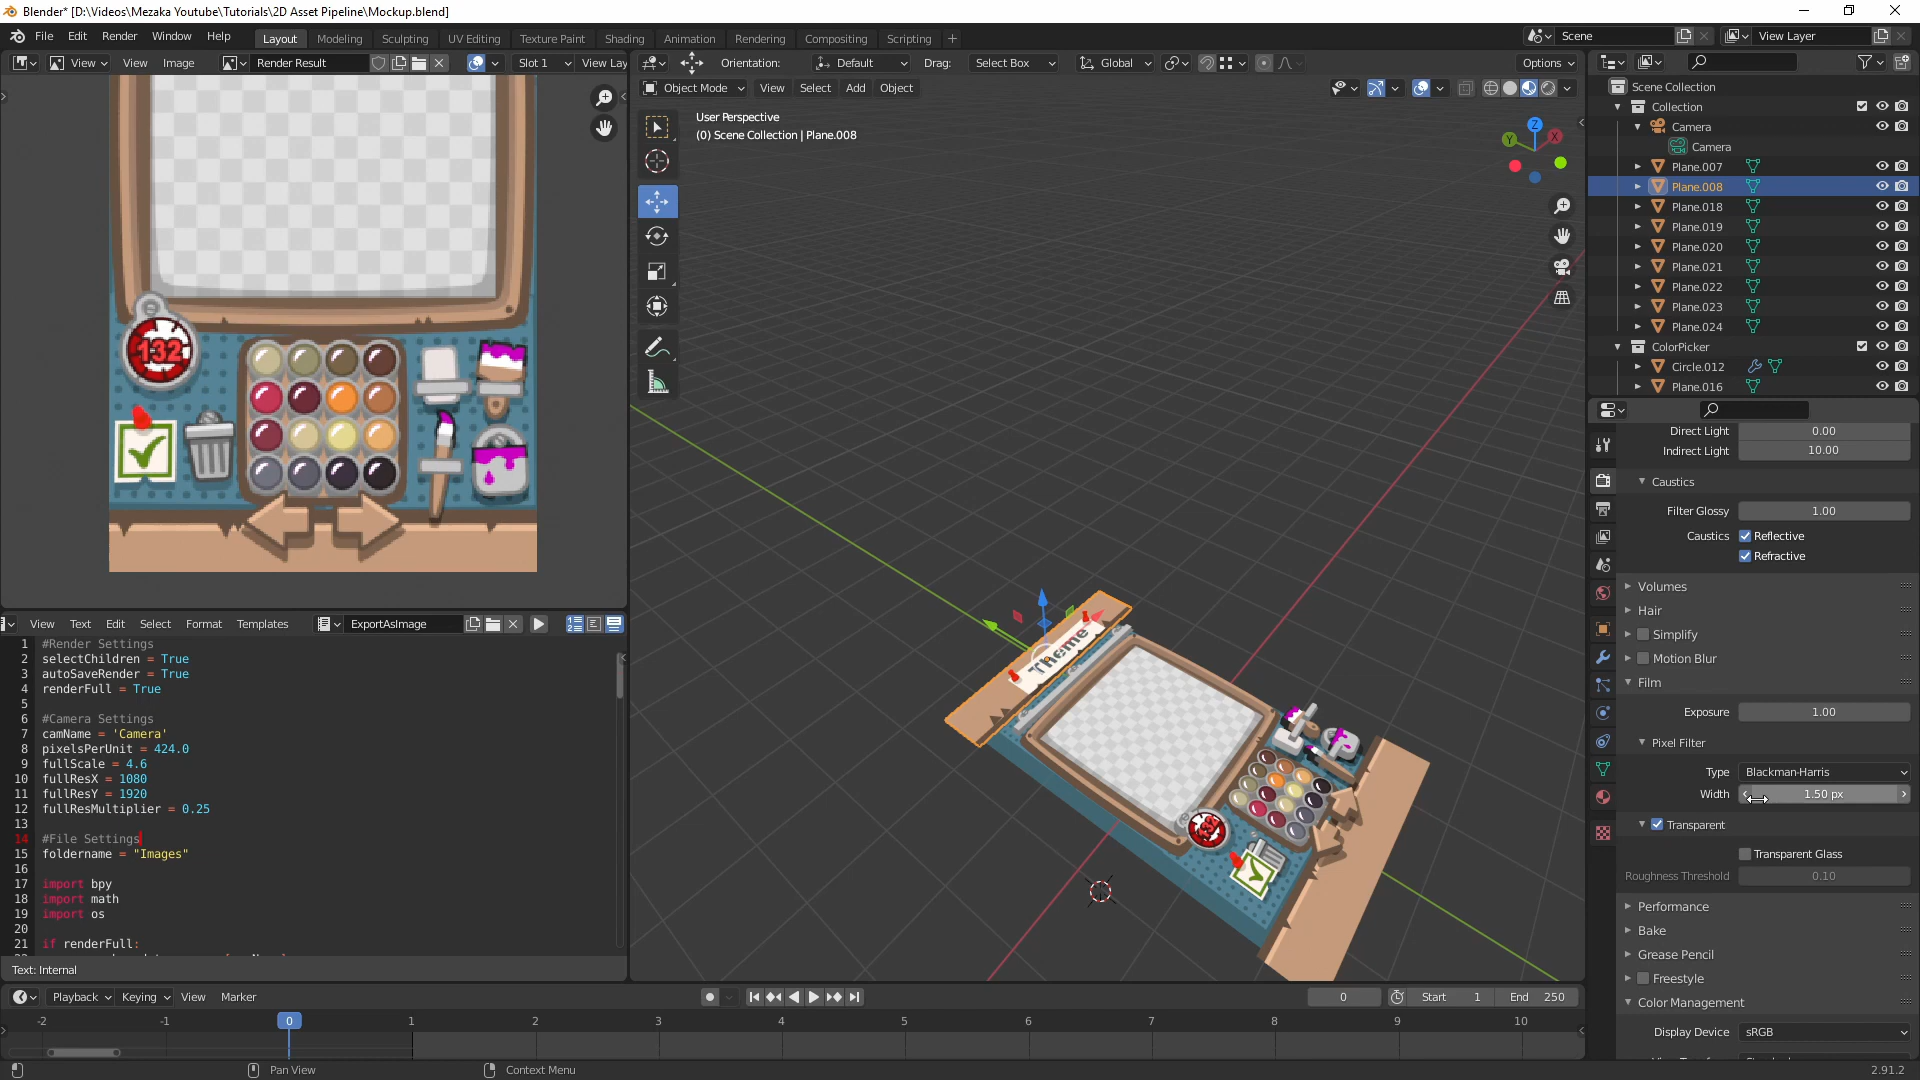 Blender* [D:\Videos\Mezaka Youtube\Tutorials\2D Asset Pipeline\Mockup.blend]
File Edit Render Window Help
Layout Modeling Sculpting UV Editing Texture Paint Shading Animation Rendering Compositing Scripting +
Scene
View Layer
View View Image Render Result Slot 1 View Lay
Orientation: Default Drag: Select Box Global Options
Object Mode View Select Add Object
User Perspective
(0) Scene Collection | Plane.008
Z
Y
X
132
Theme
132
Scene Collection
Collection
Camera
Camera
Plane.007
Plane.008
Plane.018
Plane.019
Plane.020
Plane.021
Plane.022
Plane.023
Plane.024
ColorPicker
Circle.012
Plane.016
Direct Light 0.00
Indirect Light 10.00
Caustics
Filter Glossy 1.00
Caustics Reflective
Refractive
Volumes
Hair
Simplify
Motion Blur
Film
Exposure 1.00
Pixel Filter
Type Blackman-Harris
Width 1.50 px
Transparent
Transparent Glass
Roughness Threshold 0.10
Performance
Bake
Grease Pencil
Freestyle
Color Management
Display Device sRGB
View Text Edit Select Format Templates ExportAsImage
1 #Render Settings
2 selectChildren = True
3 autoSaveRender = True
4 renderFull = True
5
6 #Camera Settings
7 camName = 'Camera'
8 pixelsPerUnit = 424.0
9 fullScale = 4.6
10 fullResX = 1080
11 fullResY = 1920
12 fullResMultiplier = 0.25
13
14 #File Settings
15 foldername = "Images"
16
17 import bpy
18 import math
19 import os
20
21 if renderFull:
Text: Internal
Playback Keying View Marker
0 Start 1 End 250
-2 -1 0 1 2 3 4 5 6 7 8 9 10
Pan View Context Menu 2.91.2